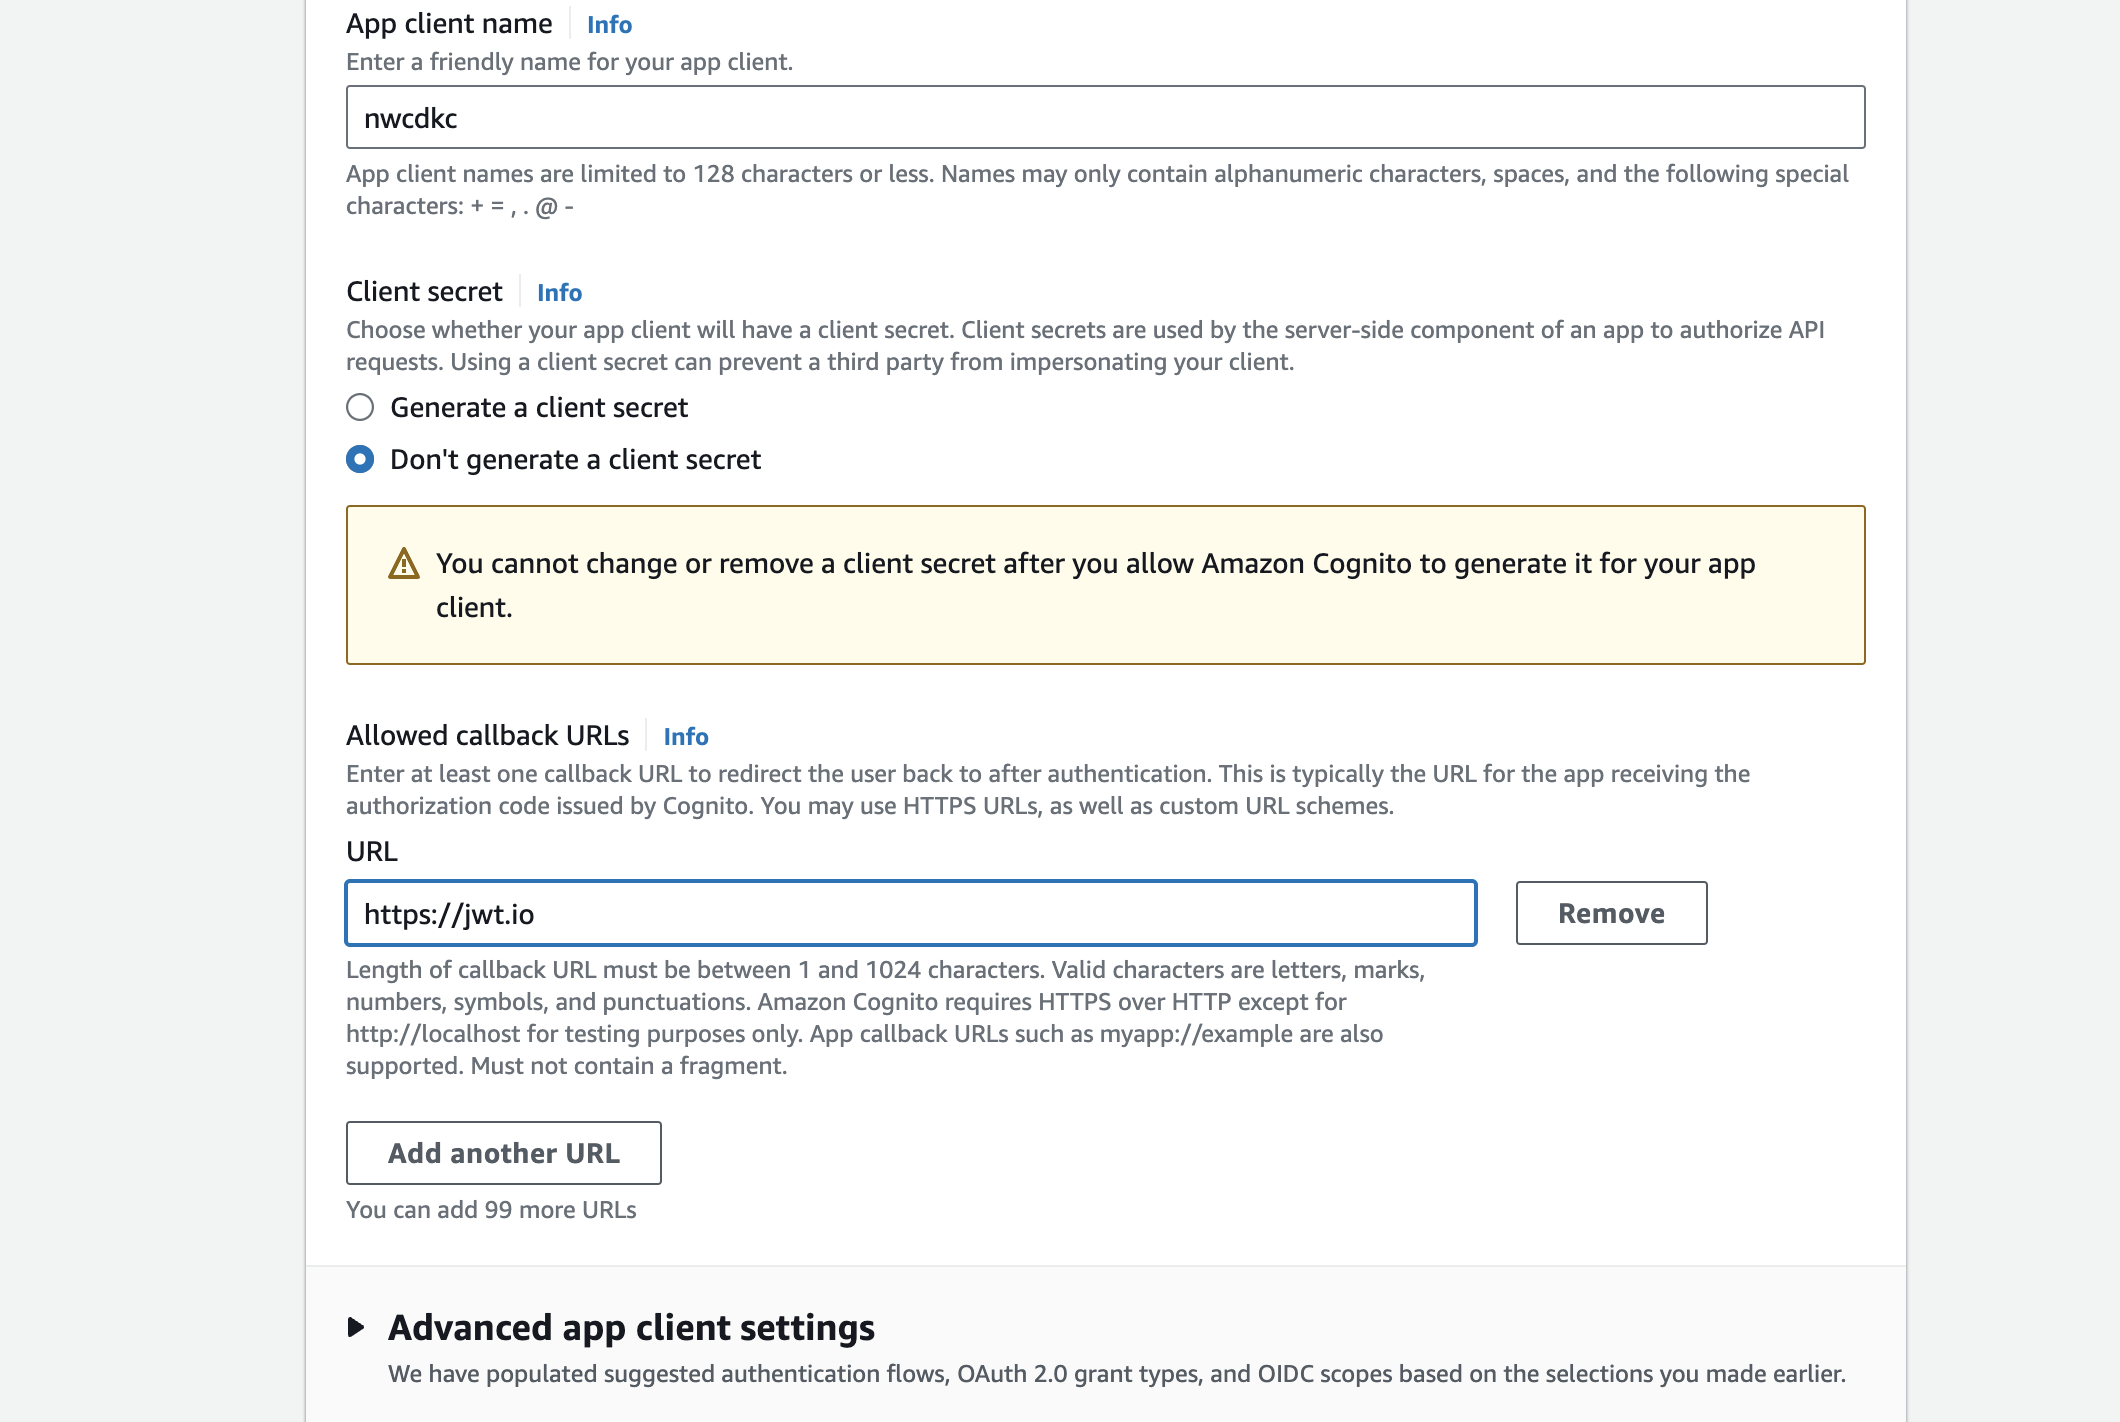 App client name Info
Enter a friendly name for your app client.
nwcdkc
App client names are limited to 128 characters or less. Names may only contain alphanumeric characters, spaces, and the following special
characters: + = , . @ -
Client secret Info
Choose whether your app client will have a client secret. Client secrets are used by the server-side component of an app to authorize API
requests. Using a client secret can prevent a third party from impersonating your client.
Generate a client secret
Don't generate a client secret
You cannot change or remove a client secret after you allow Amazon Cognito to generate it for your app
client.
Allowed callback URLs Info
Enter at least one callback URL to redirect the user back to after authentication. This is typically the URL for the app receiving the
authorization code issued by Cognito. You may use HTTPS URLs, as well as custom URL schemes.
URL
https://jwt.io Remove
Length of callback URL must be between 1 and 1024 characters. Valid characters are letters, marks,
numbers, symbols, and punctuations. Amazon Cognito requires HTTPS over HTTP except for
http://localhost for testing purposes only. App callback URLs such as myapp://example are also
supported. Must not contain a fragment.
Add another URL
You can add 99 more URLs
Advanced app client settings
We have populated suggested authentication flows, OAuth 2.0 grant types, and OIDC scopes based on the selections you made earlier.